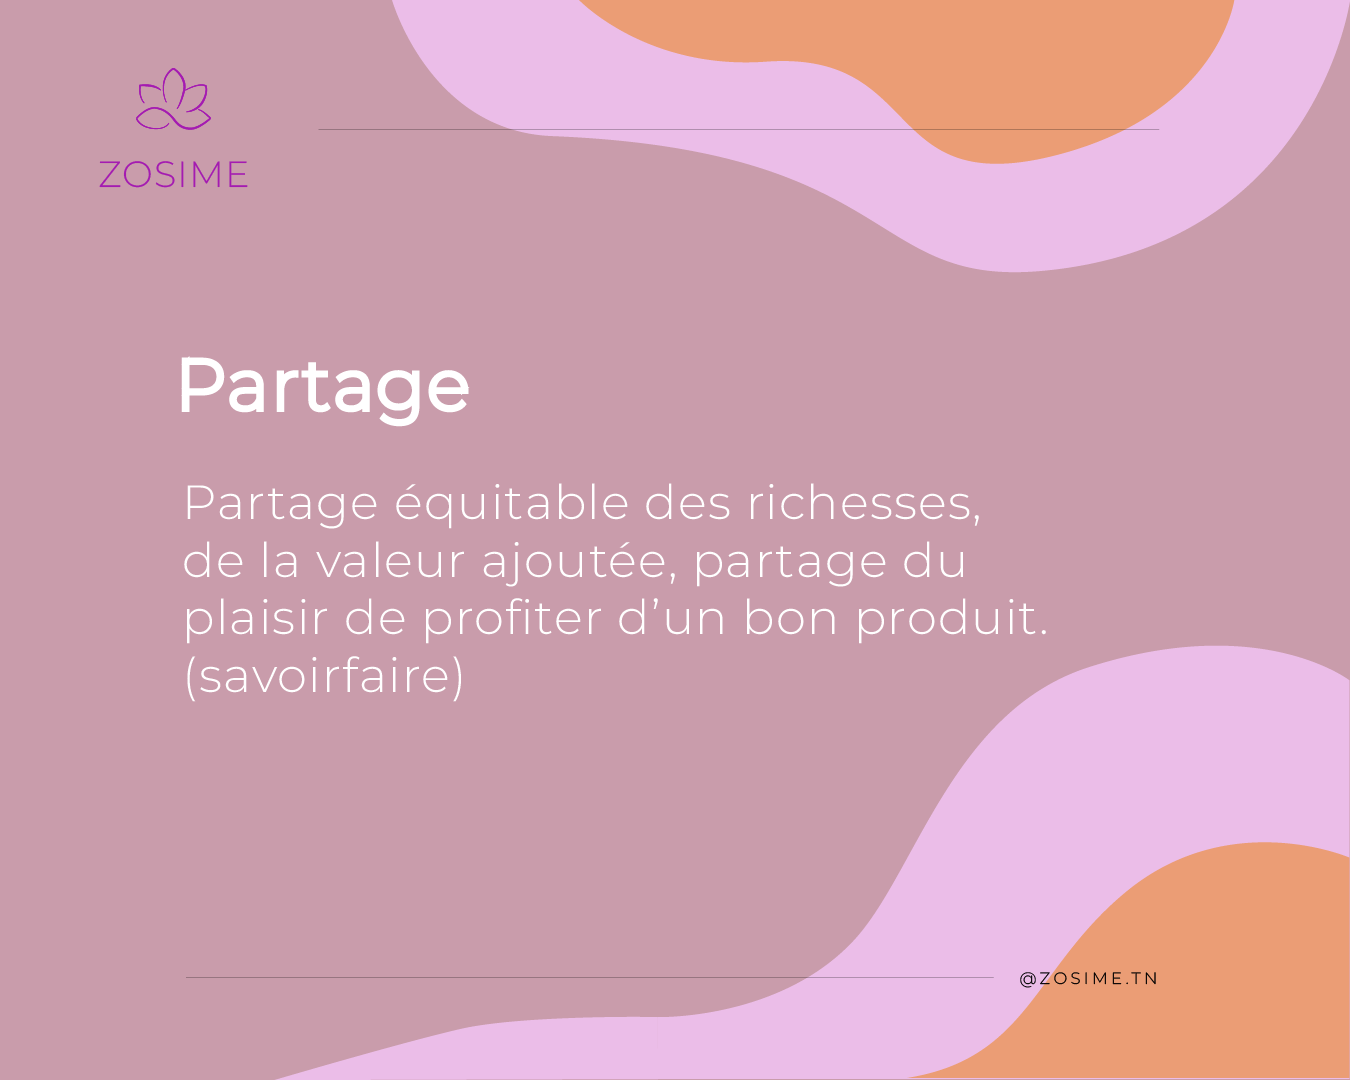 ZOSIME
Partage
Partage équitable des richesses,
de la valeur ajoutée, partage du
plaisir de profiter d’un bon produit.
(savoirfaire)
@ZOSIME.TN